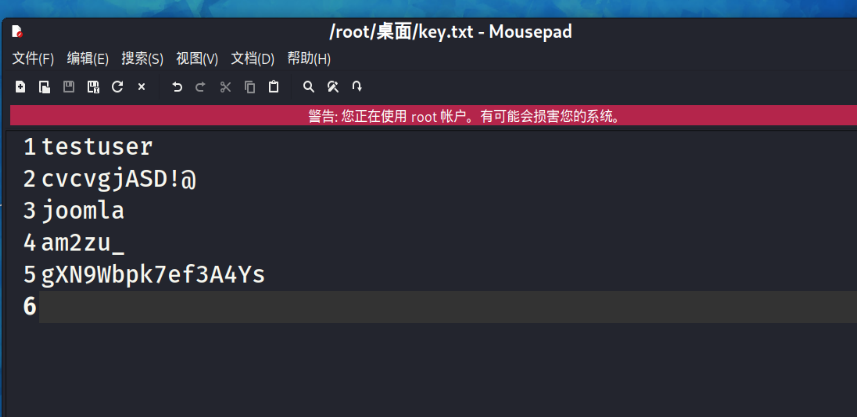 /root/桌面/key.txt - Mousepad
文件(F) 编辑(E) 搜索(S) 视图(V) 文档(D) 帮助(H)
警告: 您正在使用 root 帐户。有可能会损害您的系统。
1 testuser
2 cvcvgjASD!@
3 joomla
4 am2zu_
5 gXN9Wbpk7ef3A4Ys
6